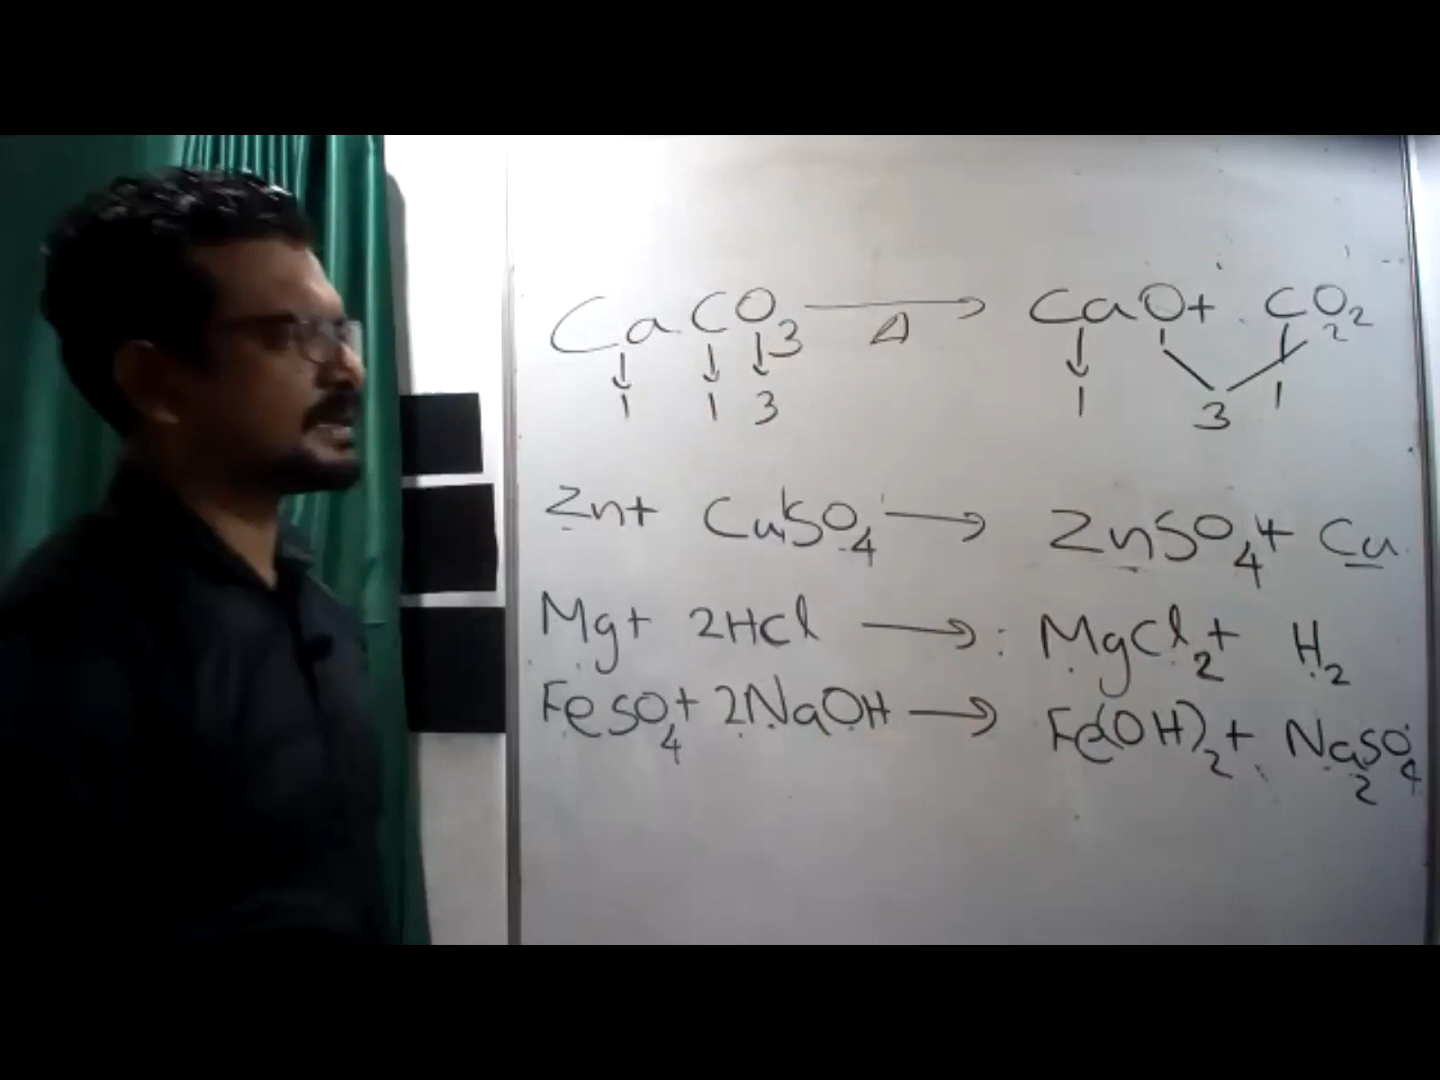 CaCO3 → CaO + CO2
Δ
1 1 3 1 3 1 2
Zn + CuSO4 → ZnSO4 + Cu
Mg + 2HCl → MgCl2 + H2
FeSO4 + 2NaOH → Fe(OH)2 + Na2SO4